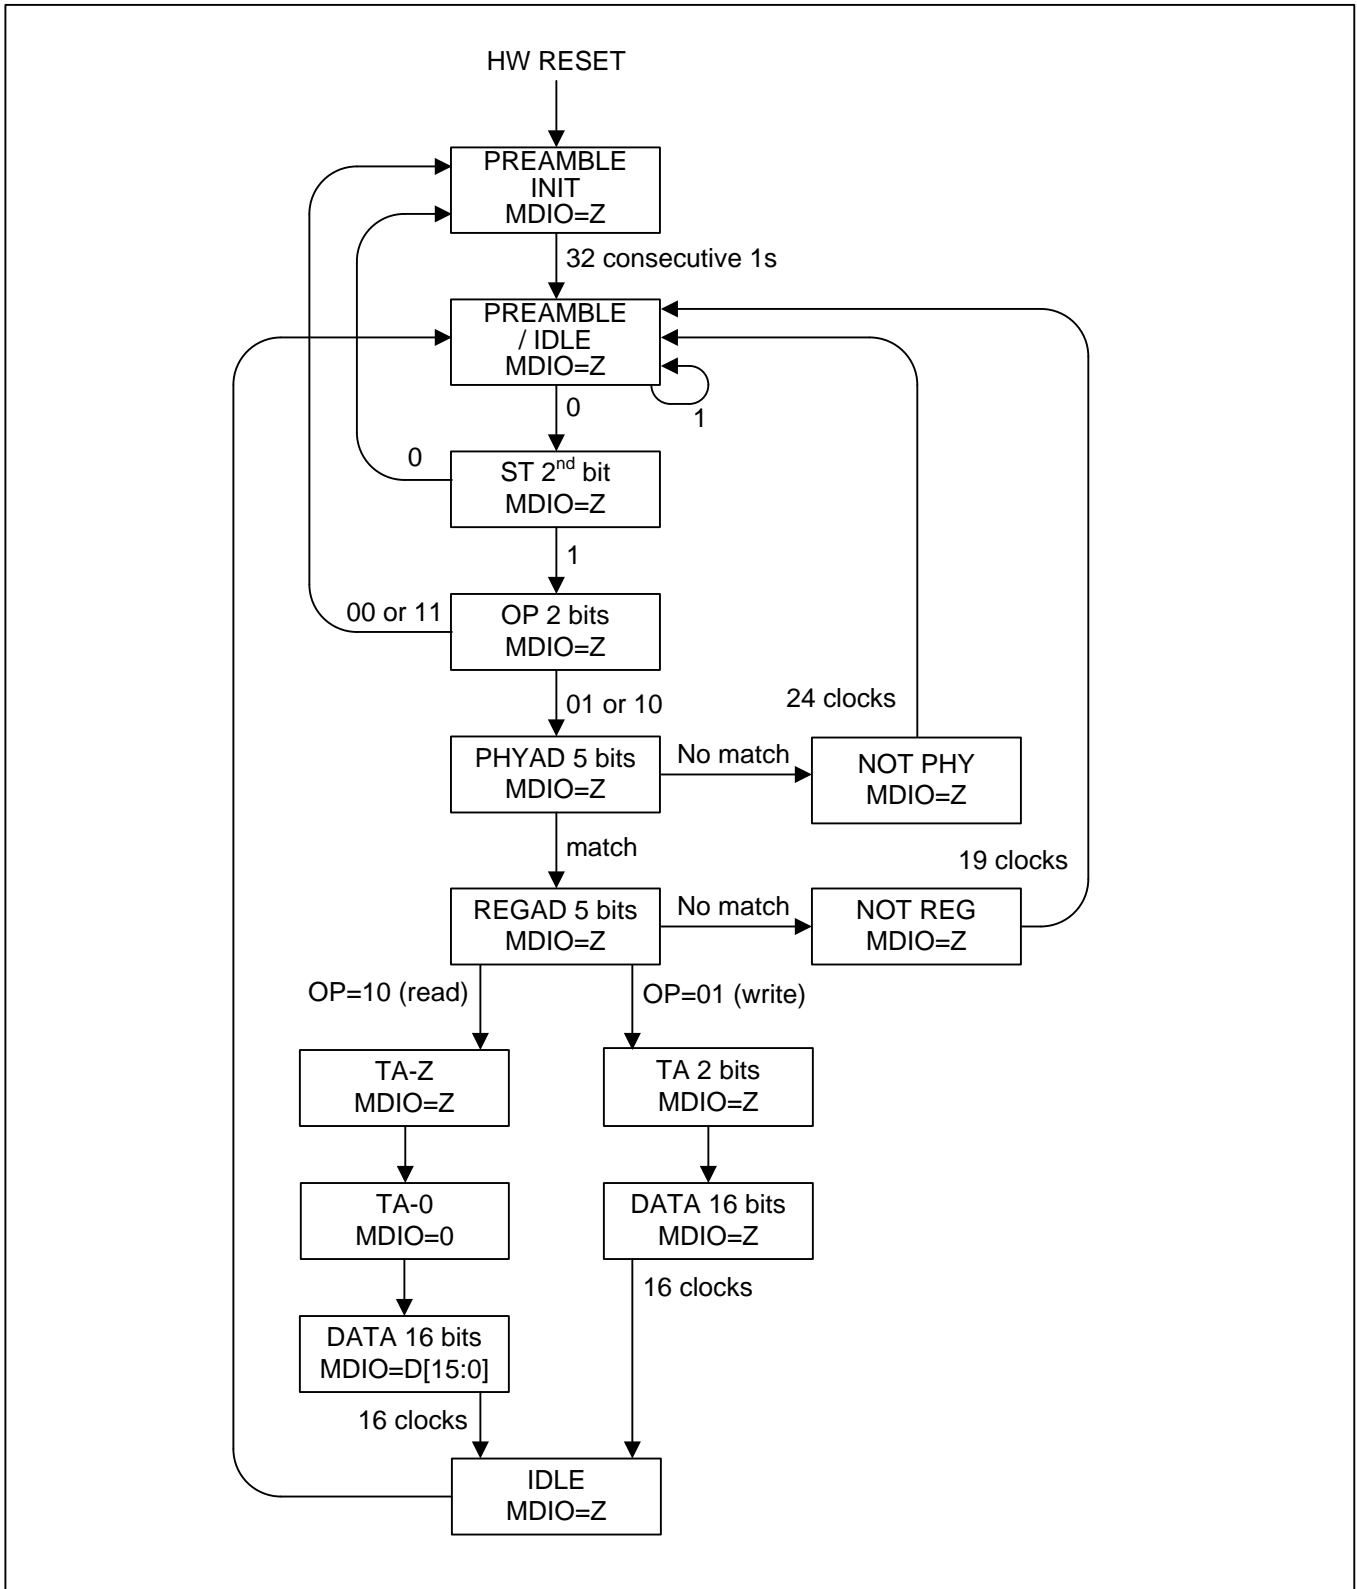 HW RESET
PREAMBLE
INIT
MDIO=Z
32 consecutive 1s
PREAMBLE
/ IDLE
MDIO=Z
1
0
0
ST 2nd bit
MDIO=Z
1
00 or 11
OP 2 bits
MDIO=Z
01 or 10
24 clocks
PHYAD 5 bits
MDIO=Z
No match
NOT PHY
MDIO=Z
match
19 clocks
REGAD 5 bits
MDIO=Z
No match
NOT REG
MDIO=Z
OP=10 (read)
OP=01 (write)
TA-Z
MDIO=Z
TA 2 bits
MDIO=Z
TA-0
MDIO=0
DATA 16 bits
MDIO=Z
16 clocks
DATA 16 bits
MDIO=D[15:0]
16 clocks
IDLE
MDIO=Z